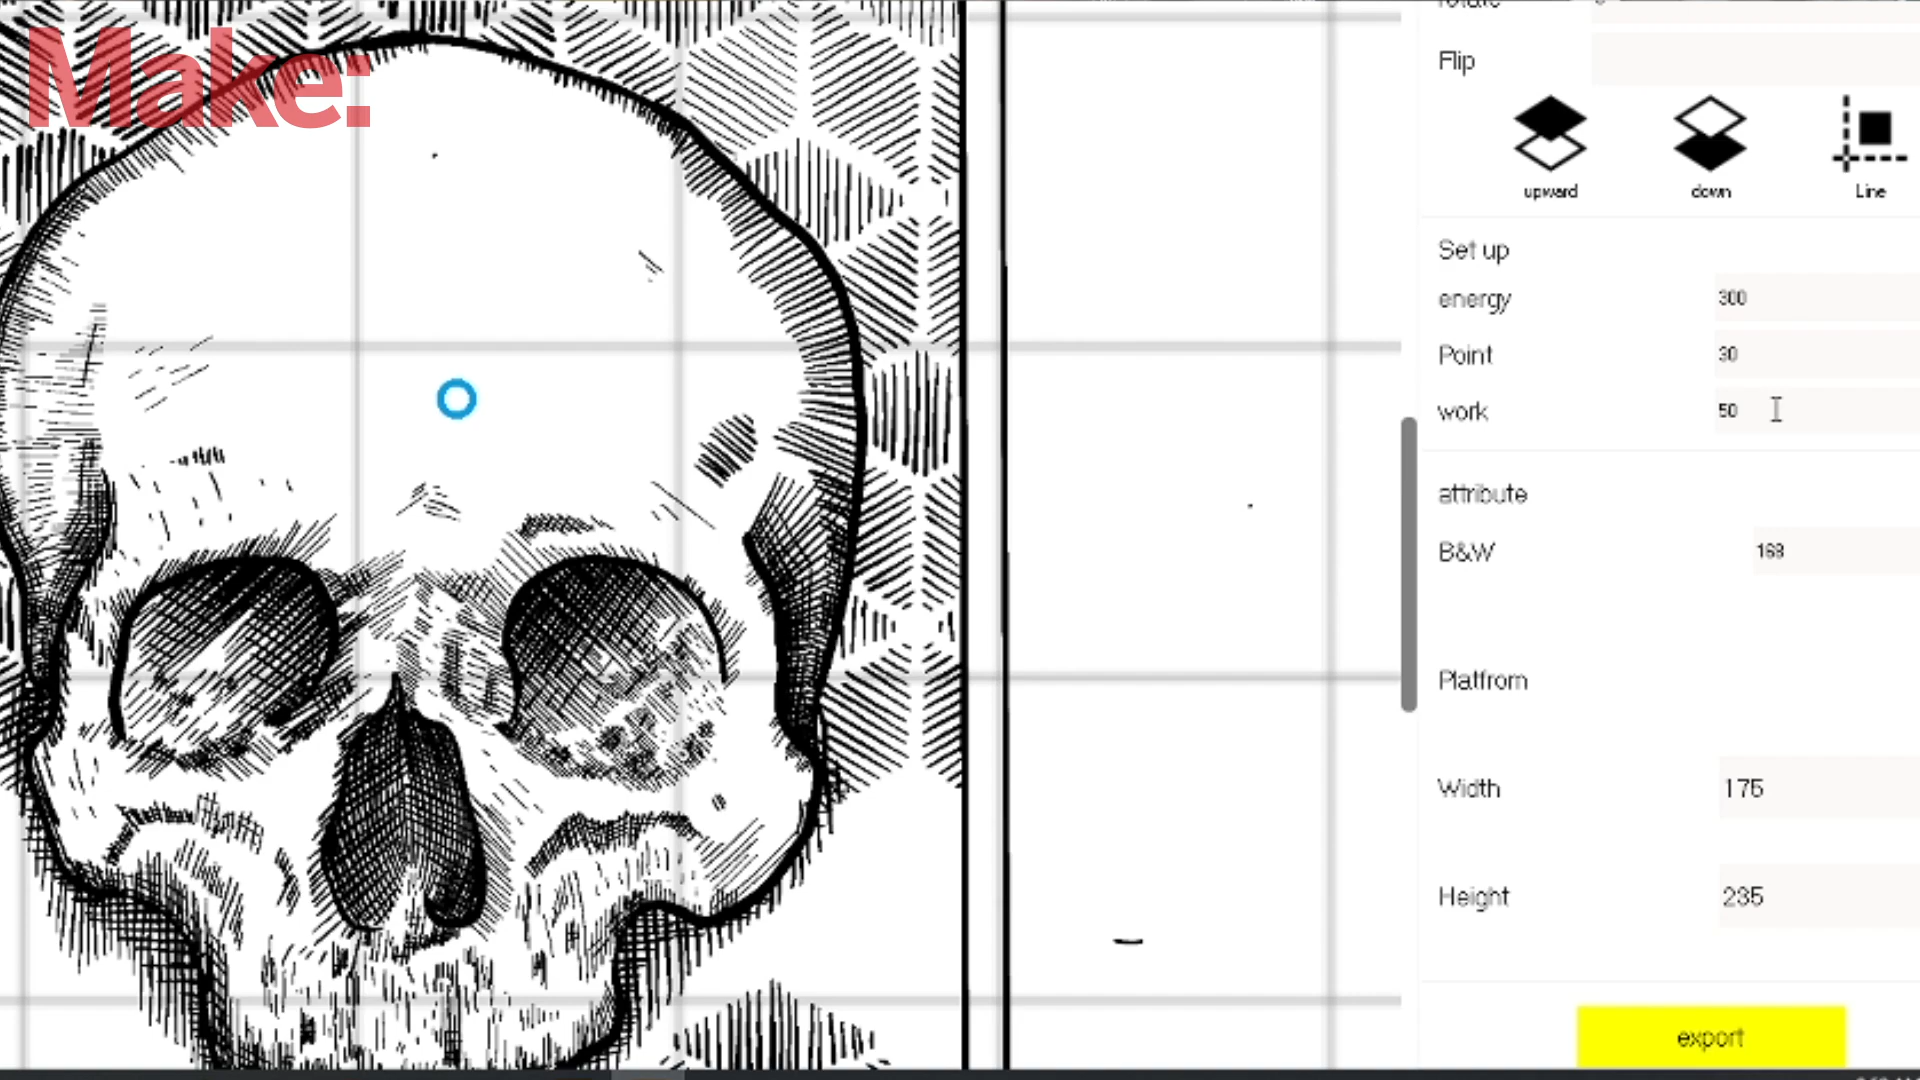 Make:
Flip
upward down Line
Set up
energy 300
Point 30
work 50
attribute
B&W 168
Platfrom
Width 175
Height 235
export